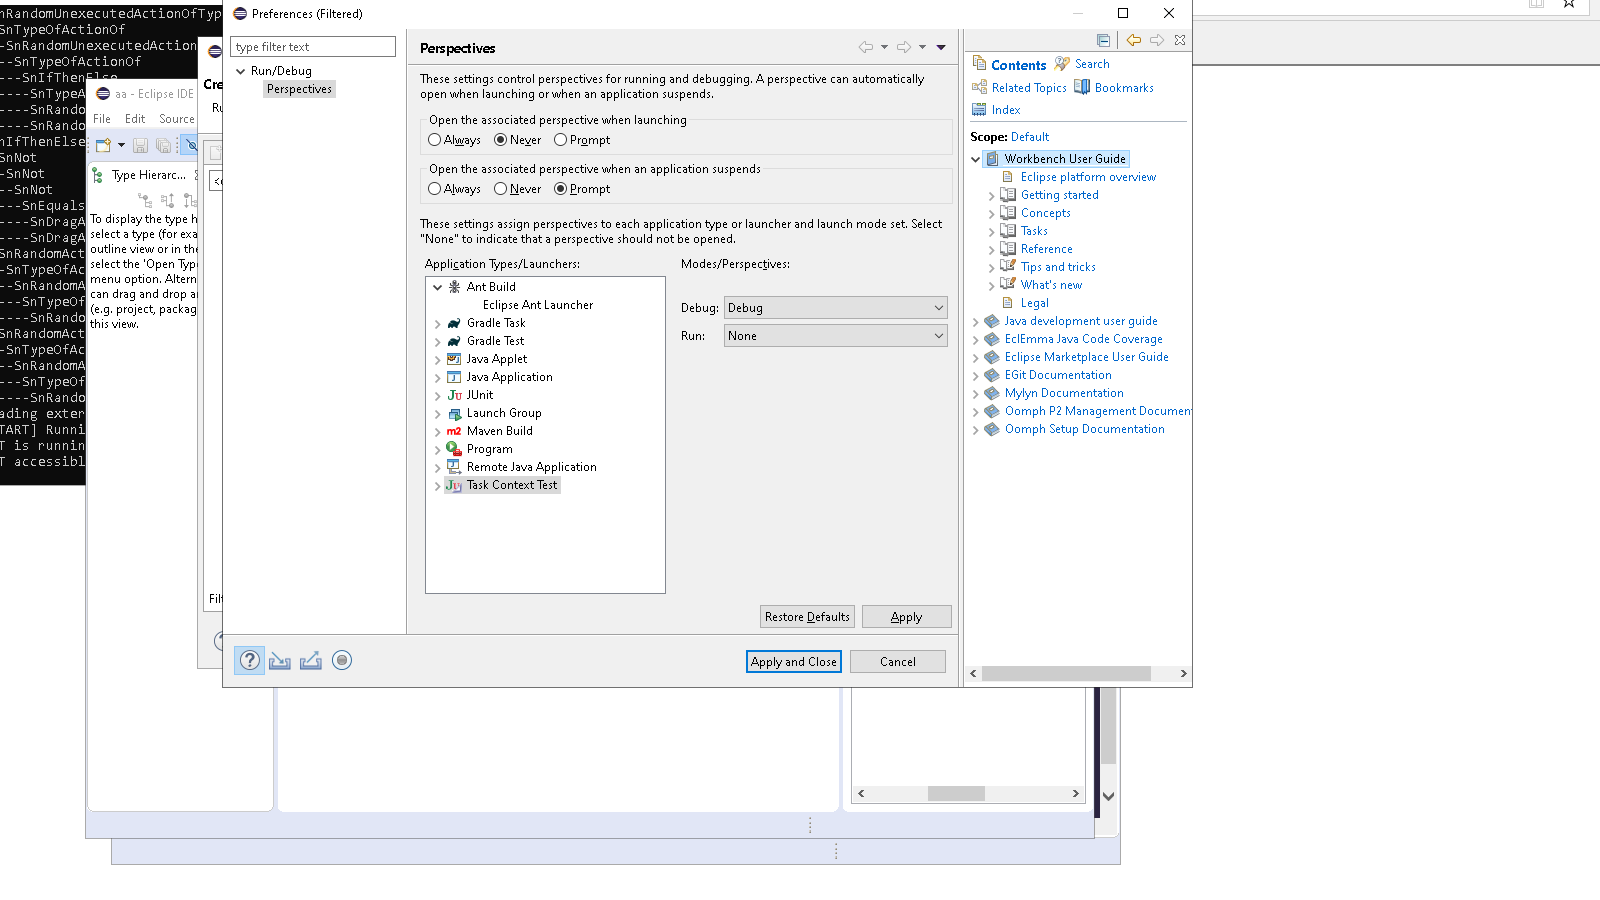 nRandomUnexecutedActionOfTyp
SnTypeOfActionOf
-SnRandomUnexecutedAction
--SnTypeOfActionOf
---SnIfThenElse
----SnTypeA
----SnRando
----SnRando
nIfThenElse
SnNot
-SnNot
--SnNot
---SnEquals
----SnDragA
----SnDragA
SnRandomAct
-SnTypeOfAc
--SnRandomA
---SnTypeOf
----SnRando
SnRandomAct
-SnTypeOfAc
--SnRandomA
---SnTypeOf
----SnRando
ading exter
TART] Runni
T is runnin
T accessibl
aa - Eclipse IDE
File Edit Source
Type Hierarc...
To display the type h
select a type (for exa
outline view or in the
select the 'Open Typ
menu option. Altern
can drag and drop a
(e.g. project, packag
this view.
Cre
Ru
Filt
Preferences (Filtered)
type filter text
Run/Debug
Perspectives
Perspectives
These settings control perspectives for running and debugging. A perspective can automatically
open when launching or when an application suspends.
Open the associated perspective when launching
Always Never Prompt
Open the associated perspective when an application suspends
Always Never Prompt
These settings assign perspectives to each application type or launcher and launch mode set. Select
"None" to indicate that a perspective should not be opened.
Application Types/Launchers:
Ant Build
Eclipse Ant Launcher
Gradle Task
Gradle Test
Java Applet
Java Application
JUnit
Launch Group
Maven Build
Program
Remote Java Application
Task Context Test
Modes/Perspectives:
Debug: Debug
Run: None
Restore Defaults Apply
Apply and Close Cancel
Contents Search
Related Topics Bookmarks
Index
Scope: Default
Workbench User Guide
Eclipse platform overview
Getting started
Concepts
Tasks
Reference
Tips and tricks
What's new
Legal
Java development user guide
EclEmma Java Code Coverage
Eclipse Marketplace User Guide
EGit Documentation
Mylyn Documentation
Oomph P2 Management Documen
Oomph Setup Documentation